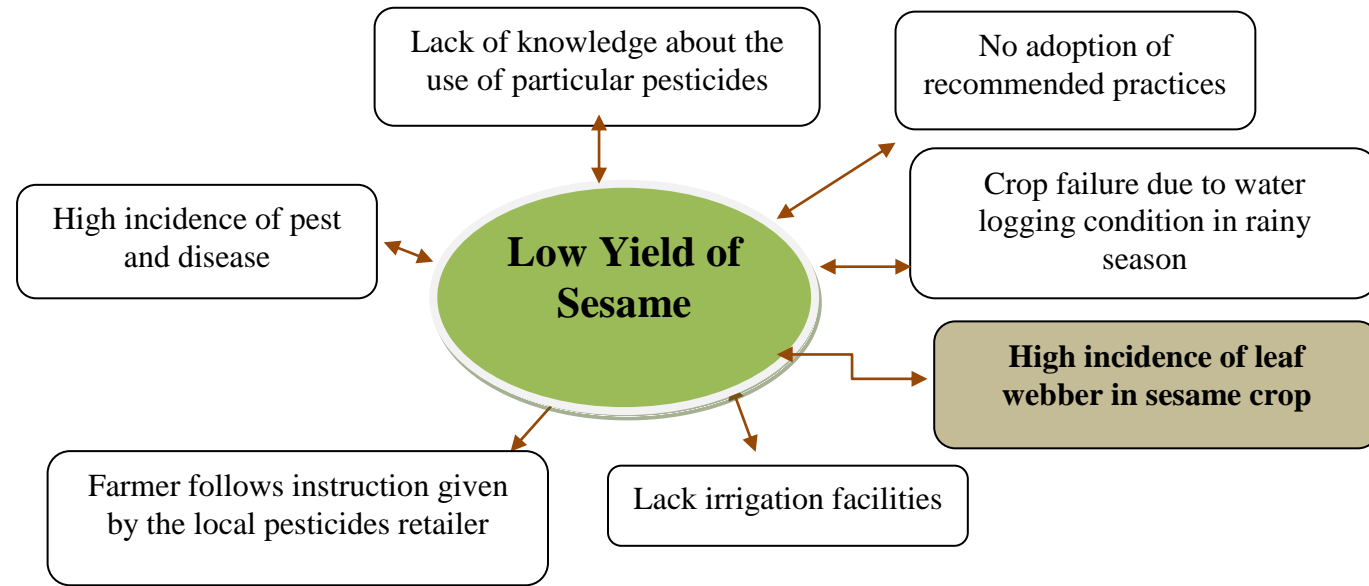 Lack of knowledge about the
use of particular pesticides
No adoption of
recommended practices
High incidence of pest
and disease
Low Yield of
Sesame
Crop failure due to water
logging condition in rainy
season
High incidence of leaf
webber in sesame crop
Farmer follows instruction given
by the local pesticides retailer
Lack irrigation facilities